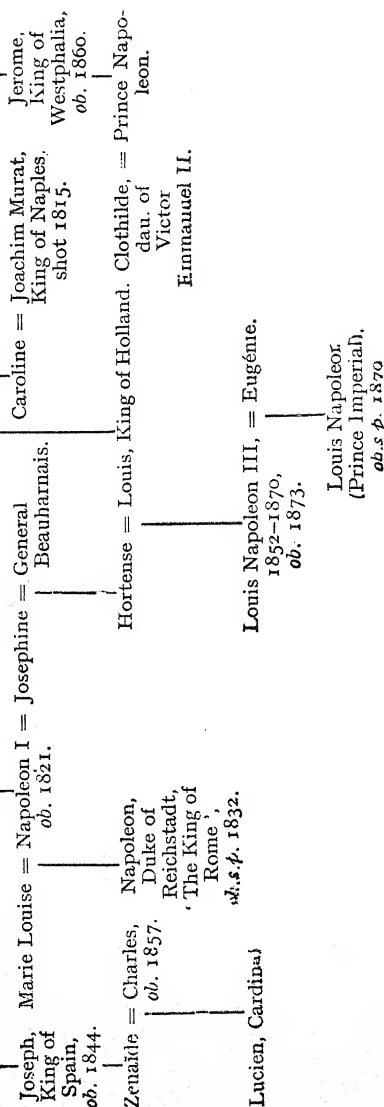 Joseph,
King of
Spain,
ob. 1844.
Marie Louise = Napoleon I = Josephine = General
ob. 1821.
Beauharnais.
Caroline = Joachim Murat,
King of Naples,
shot 1815.
Jerome,
King of
Westphalia,
ob. 1860.
Zenaïde = Charles,
ob. 1857.
Napoleon,
Duke of
Reichstadt,
'The King of
Rome',
ob.s.p. 1832.
Hortense = Louis, King of Holland.
Clothilde, = Prince Napo-
dau. of
leon.
Victor
Emmanuel II.
Lucien, Cardinal
Louis Napoleon III, = Eugénie.
1852–1870,
ob. 1873.
Louis Napoleon
(Prince Imperial),
ob.s p. 1870